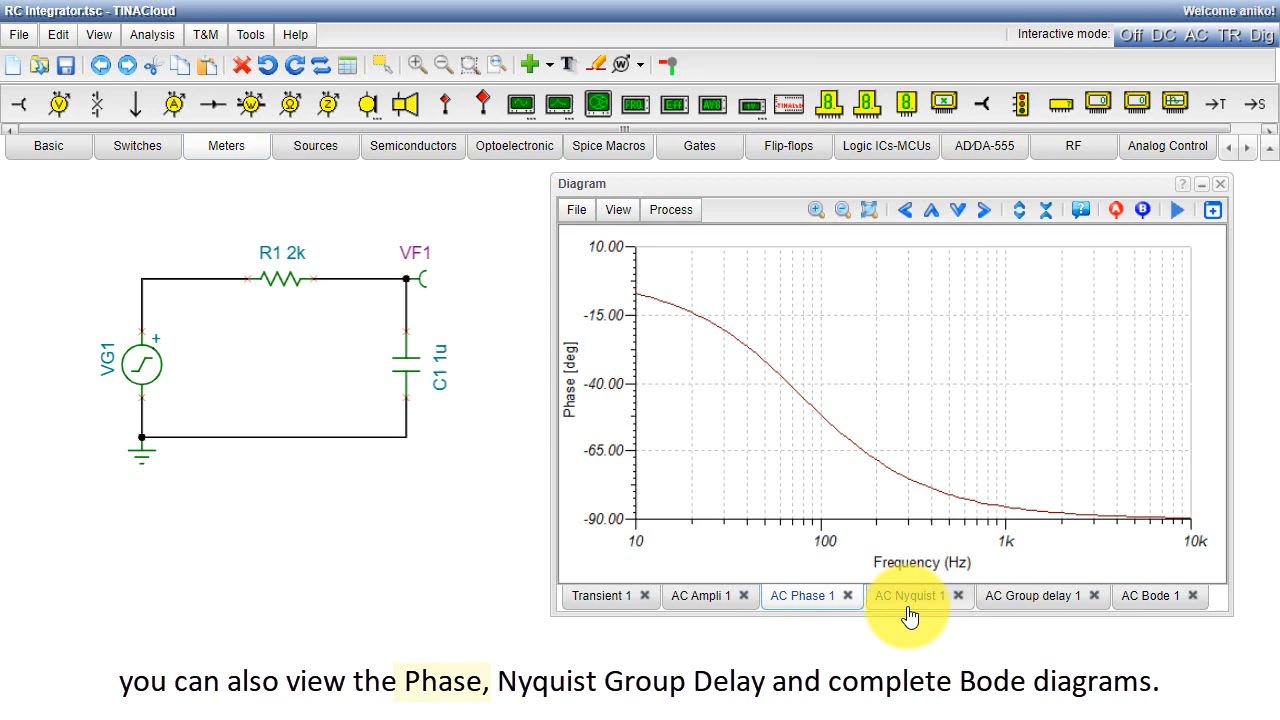 RC Integrator.tsc - TINACloud Welcome aniko!
File Edit View Analysis T&M Tools Help Interactive mode: Off DC AC TR Dig
Basic Switches Meters Sources Semiconductors Optoelectronic Spice Macros Gates Flip-flops Logic ICs-MCUs AD/DA-555 RF Analog Control
Diagram
File View Process
R1 2k
VF1
VG1
+
C1 1u
10.00
-15.00
-40.00
-65.00
-90.00
Phase [deg]
10 100 1k 10k
Frequency (Hz)
Transient 1 AC Ampli 1 AC Phase 1 AC Nyquist 1 AC Group delay 1 AC Bode 1
you can also view the Phase, Nyquist Group Delay and complete Bode diagrams.